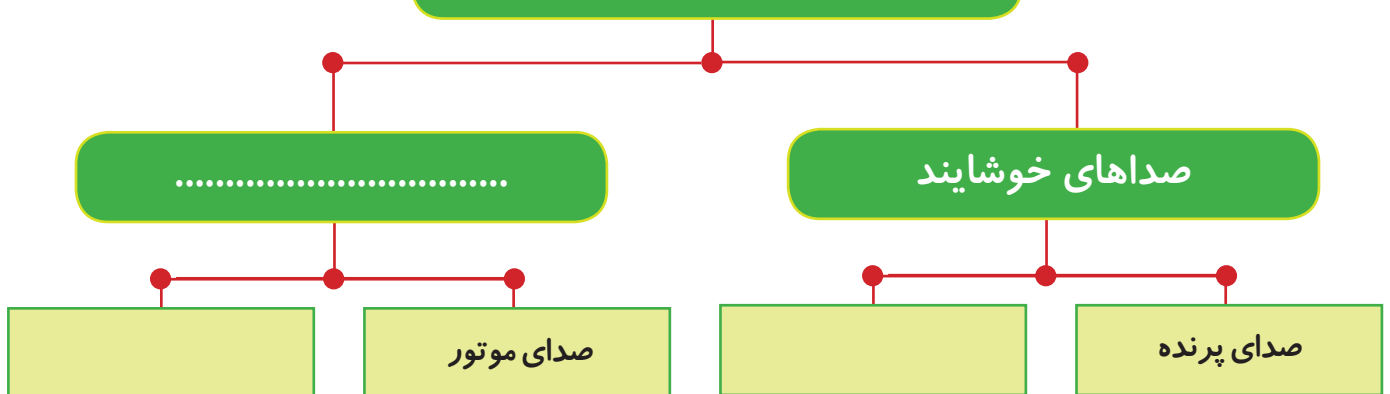 صداهای خوشایند
.................................
صدای پرنده
صدای موتور